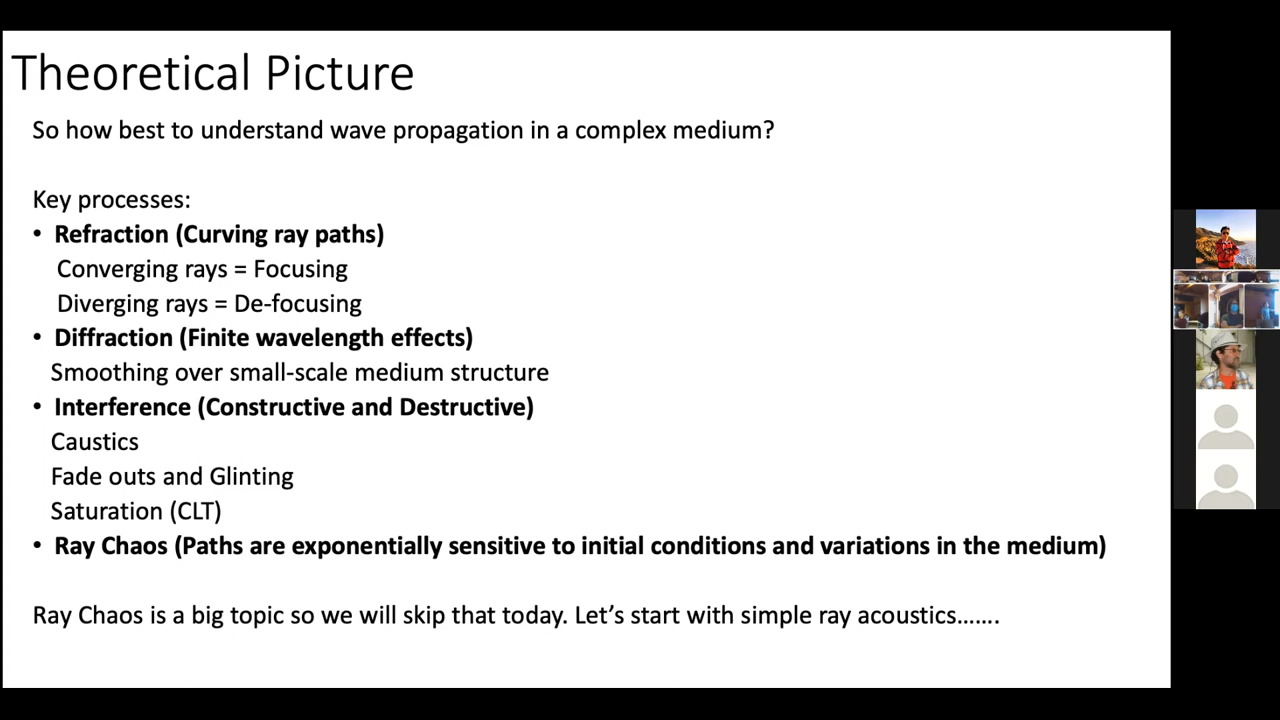 Theoretical Picture
So how best to understand wave propagation in a complex medium?
Key processes:
• Refraction (Curving ray paths)
Converging rays = Focusing
Diverging rays = De-focusing
• Diffraction (Finite wavelength effects)
Smoothing over small-scale medium structure
• Interference (Constructive and Destructive)
Caustics
Fade outs and Glinting
Saturation (CLT)
• Ray Chaos (Paths are exponentially sensitive to initial conditions and variations in the medium)
Ray Chaos is a big topic so we will skip that today. Let’s start with simple ray acoustics…….